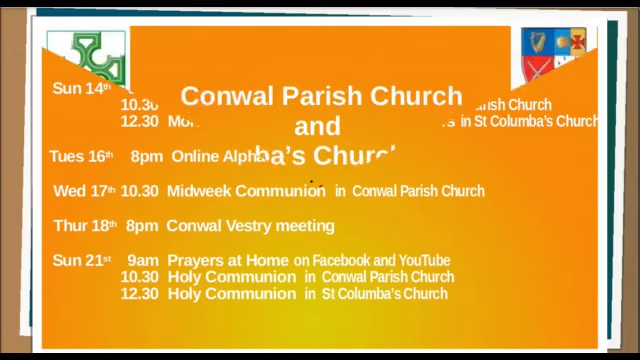 Conwal Parish Church
and
ba's Church
Sun 14th
10.30 Parish Church
12.30 in St Columba's Church
Tues 16th 8pm Online Alpha
Wed 17th 10.30 Midweek Communion in Conwal Parish Church
Thur 18th 8pm Conwal Vestry meeting
Sun 21st 9am Prayers at Home on Facebook and YouTube
10.30 Holy Communion in Conwal Parish Church
12.30 Holy Communion in St Columba's Church